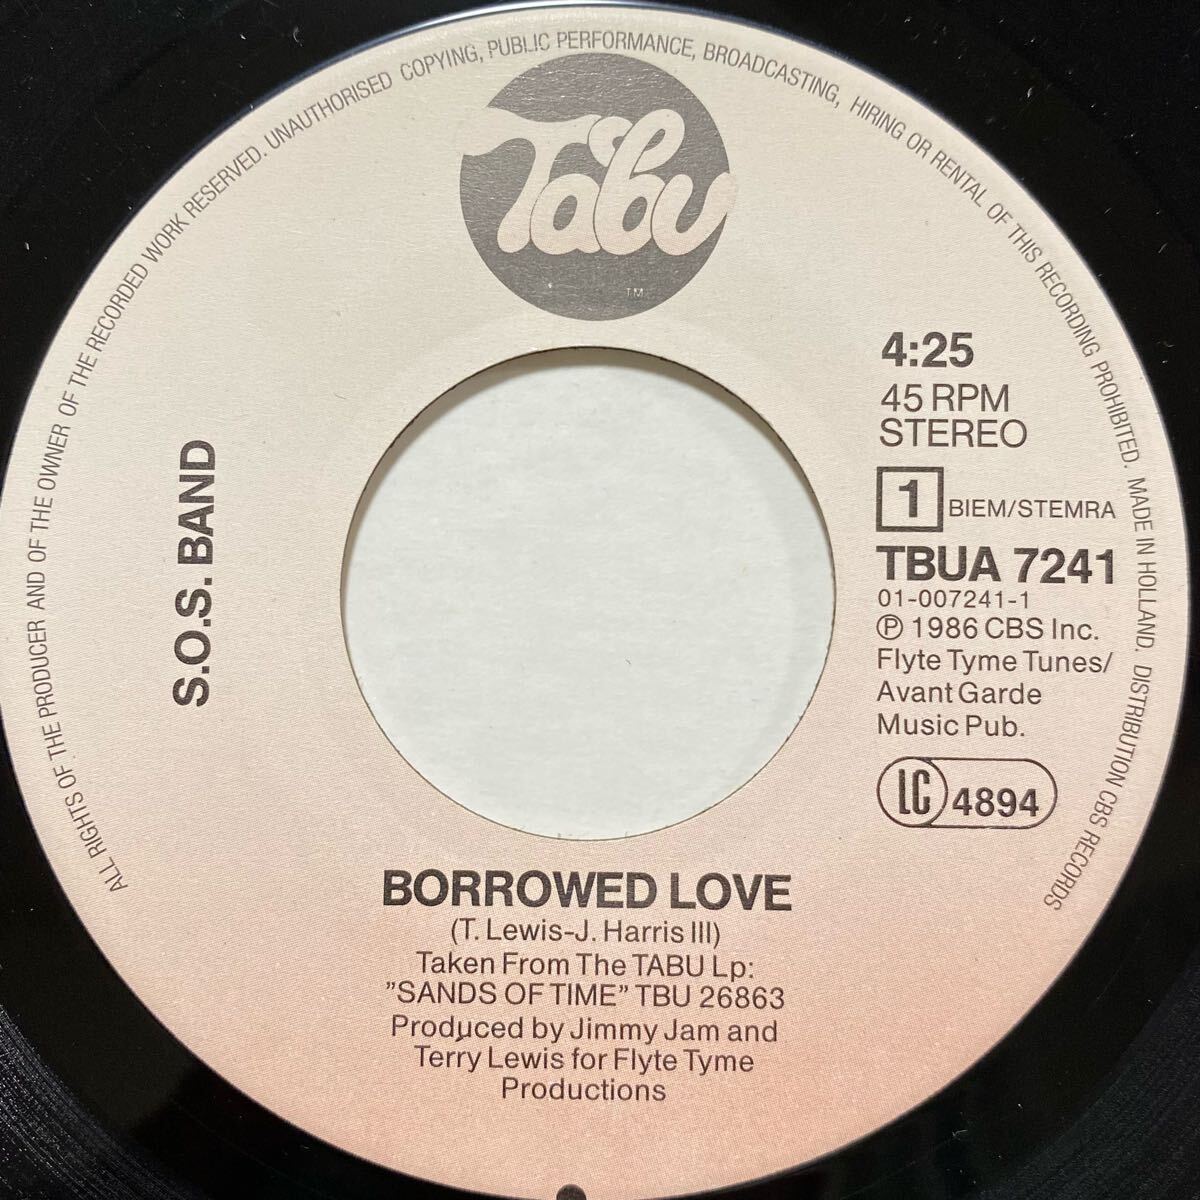 ALL RIGHTS OF THE PRODUCER AND OF THE OWNER OF THE RECORDED WORK RESERVED. UNAUTHORISED COPYING, PUBLIC PERFORMANCE, BROADCASTING, HIRING OR RENTAL OF THIS RECORDING PROHIBITED. MADE IN HOLLAND. DISTRIBUTION CBS RECORDS
Tabu
TM
S.O.S. BAND
4:25
45 RPM
STEREO
1 BIEM/STEMRA
TBUA 7241
01-007241-1
℗ 1986 CBS Inc.
Flyte Tyme Tunes/
Avant Garde
Music Pub.
LC 4894
BORROWED LOVE
(T. Lewis-J. Harris III)
Taken From The TABU Lp:
"SANDS OF TIME" TBU 26863
Produced by Jimmy Jam and
Terry Lewis for Flyte Tyme
Productions